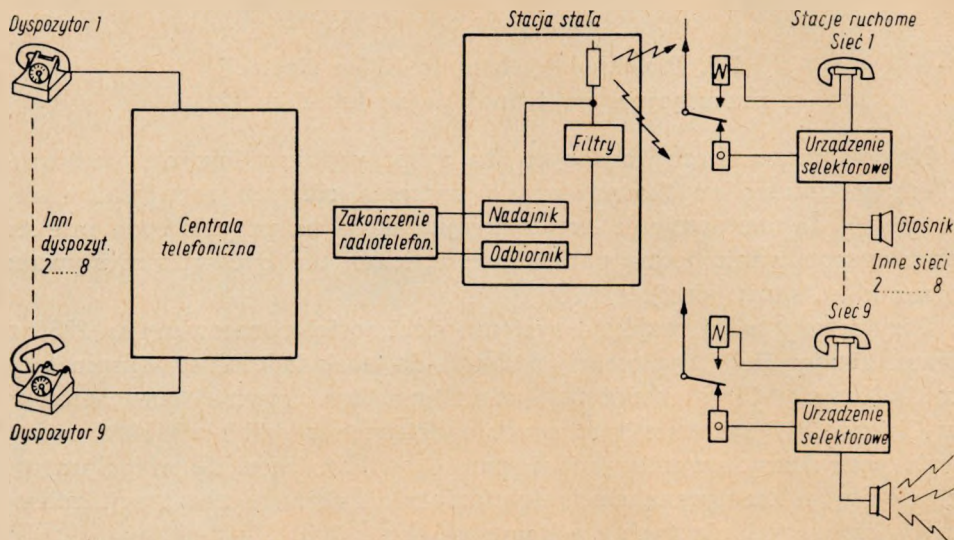 Dyspozytor 1
Inni
dyspozyt.
2......8
Dyspozytor 9
Centrala
telefoniczna
Zakończenie
radiotelefon.
Stacja stała
Filtry
Nadajnik
Odbiornik
Stacje ruchome
Sieć 1
N
O
Urządzenie
selektorowe
Głośnik
Inne sieci
2.......... 8
Sieć 9
N
O
Urządzenie
selektorowe